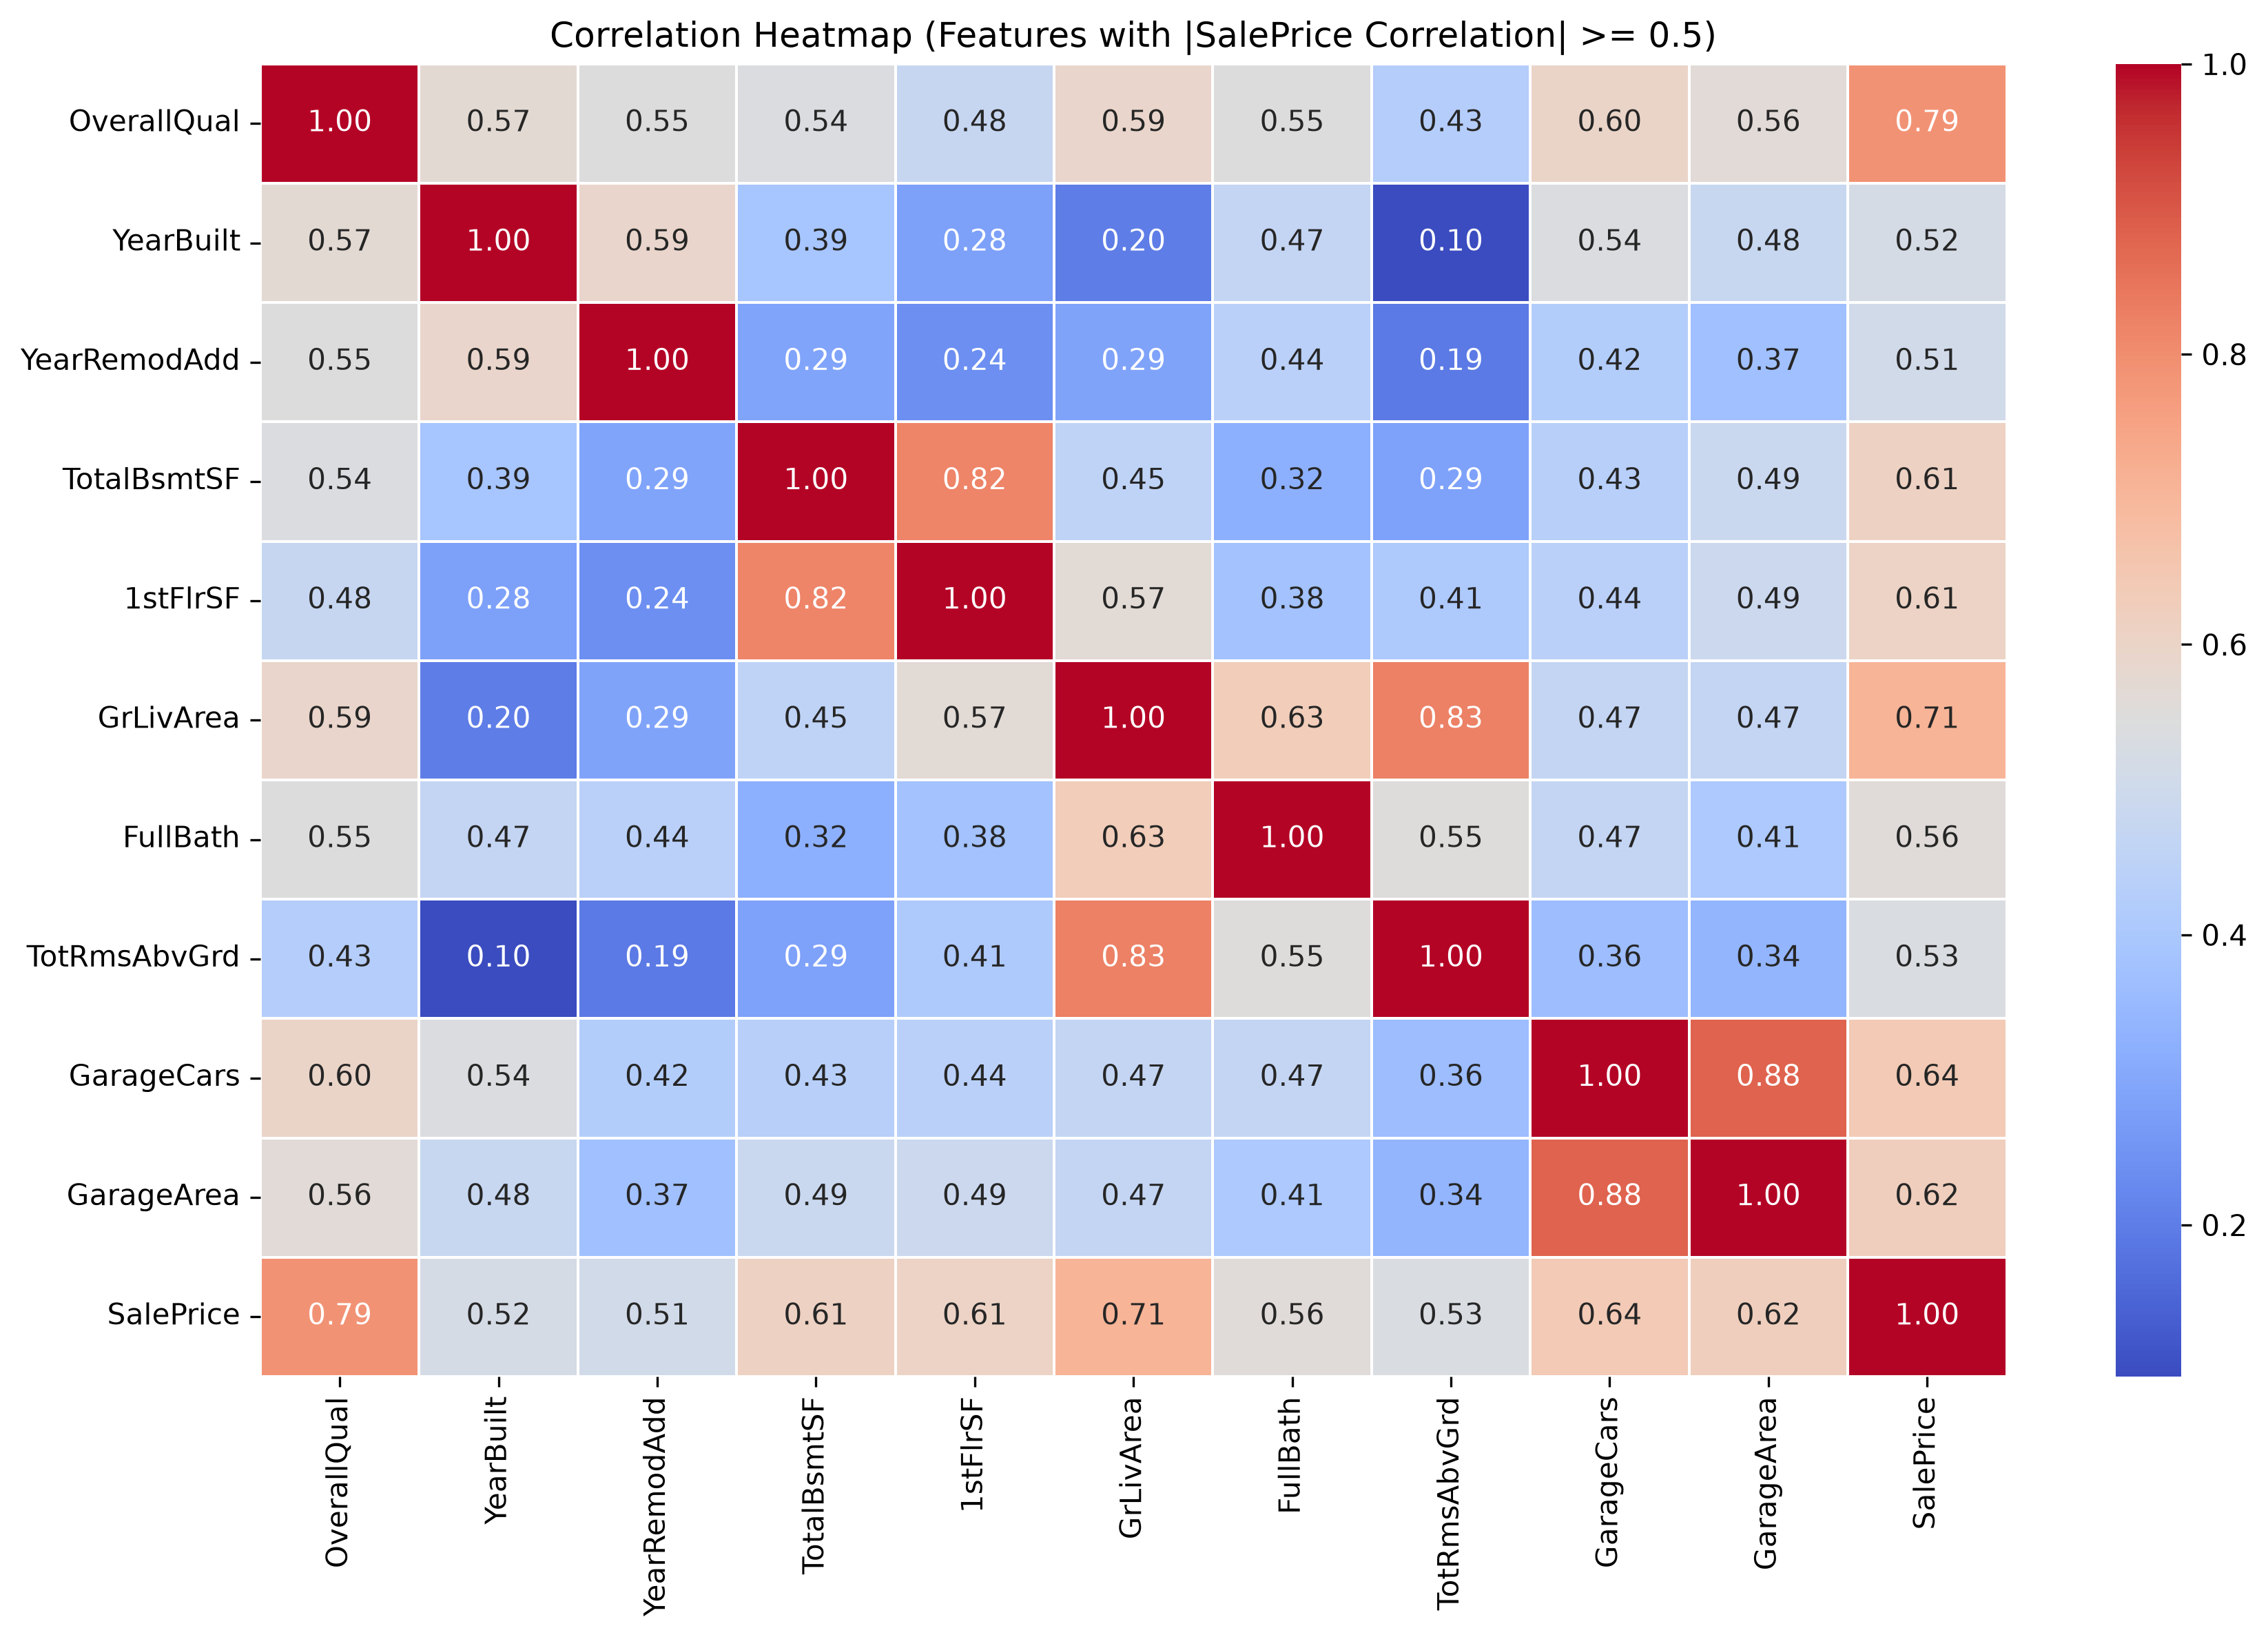 Correlation Heatmap (Features with |SalePrice Correlation| >= 0.5)
OverallQual 1.00 0.57 0.55 0.54 0.48 0.59 0.55 0.43 0.60 0.56 0.79
YearBuilt 0.57 1.00 0.59 0.39 0.28 0.20 0.47 0.10 0.54 0.48 0.52
YearRemodAdd 0.55 0.59 1.00 0.29 0.24 0.29 0.44 0.19 0.42 0.37 0.51
TotalBsmtSF 0.54 0.39 0.29 1.00 0.82 0.45 0.32 0.29 0.43 0.49 0.61
1stFlrSF 0.48 0.28 0.24 0.82 1.00 0.57 0.38 0.41 0.44 0.49 0.61
GrLivArea 0.59 0.20 0.29 0.45 0.57 1.00 0.63 0.83 0.47 0.47 0.71
FullBath 0.55 0.47 0.44 0.32 0.38 0.63 1.00 0.55 0.47 0.41 0.56
TotRmsAbvGrd 0.43 0.10 0.19 0.29 0.41 0.83 0.55 1.00 0.36 0.34 0.53
GarageCars 0.60 0.54 0.42 0.43 0.44 0.47 0.47 0.36 1.00 0.88 0.64
GarageArea 0.56 0.48 0.37 0.49 0.49 0.47 0.41 0.34 0.88 1.00 0.62
SalePrice 0.79 0.52 0.51 0.61 0.61 0.71 0.56 0.53 0.64 0.62 1.00
OverallQual YearBuilt YearRemodAdd TotalBsmtSF 1stFlrSF GrLivArea FullBath TotRmsAbvGrd GarageCars GarageArea SalePrice
1.0
0.8
0.6
0.4
0.2